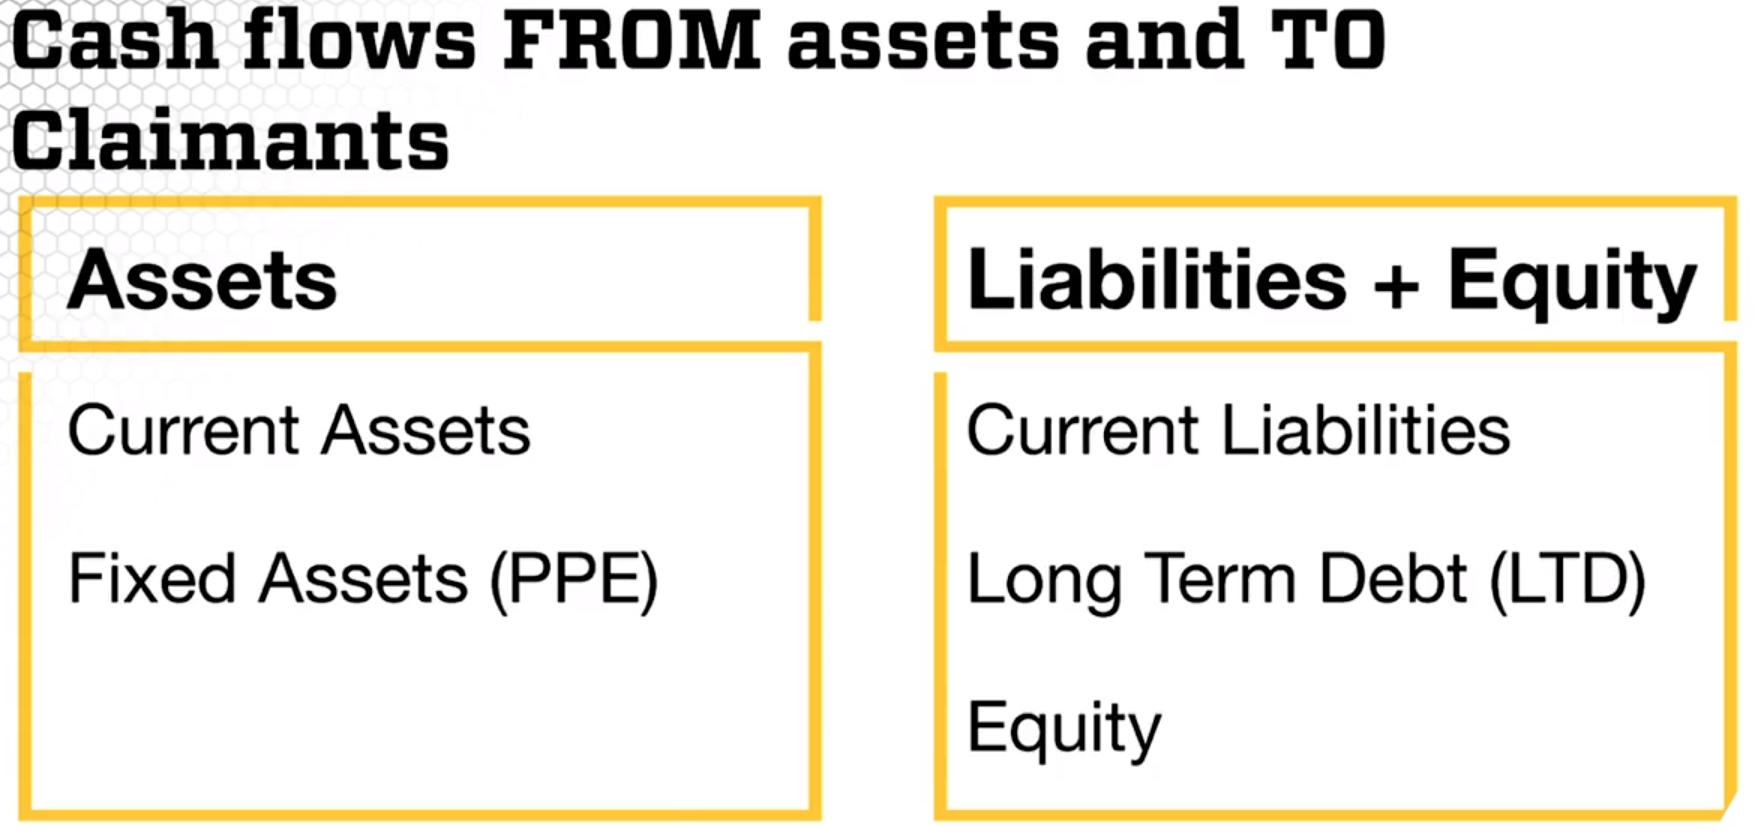 Cash flows FROM assets and TO
Claimants
Assets
Current Assets
Fixed Assets (PPE)
Liabilities + Equity
Current Liabilities
Long Term Debt (LTD)
Equity